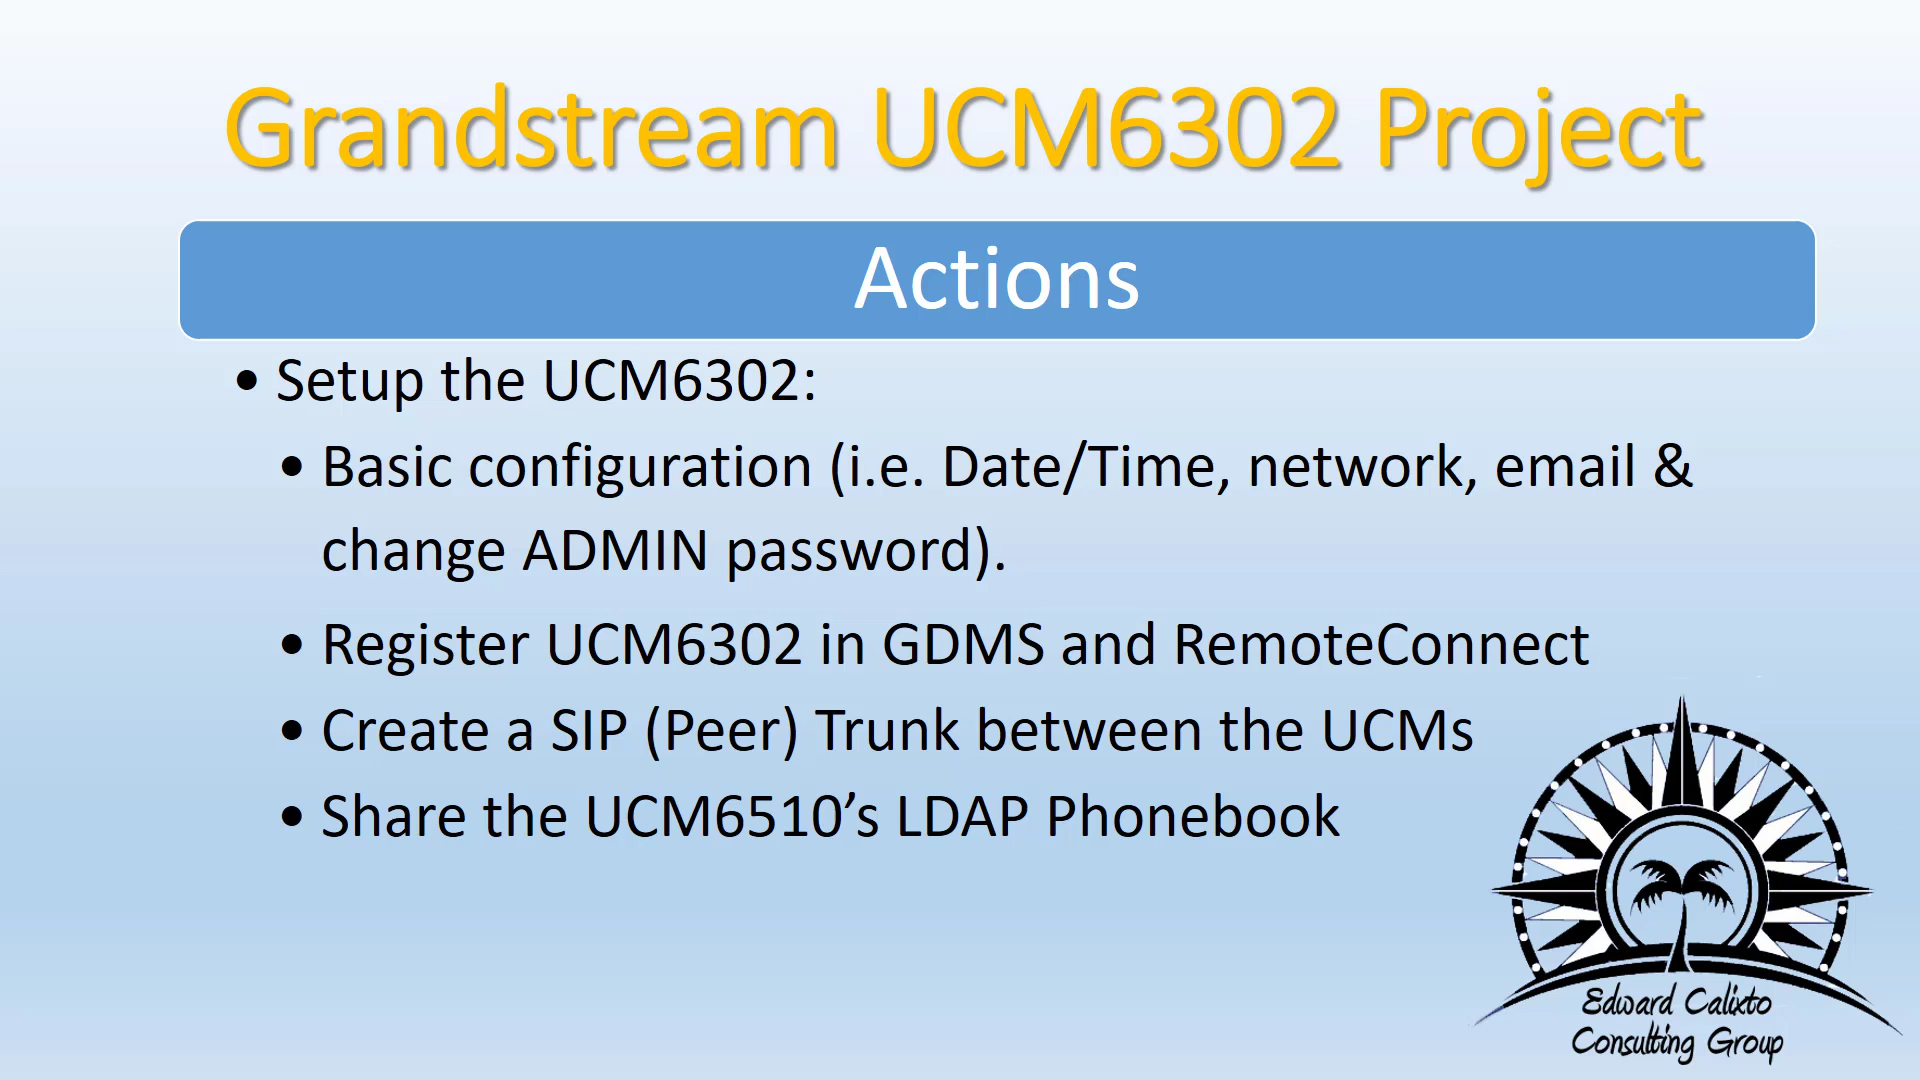 Grandstream UCM6302 Project
Actions
• Setup the UCM6302:
• Basic configuration (i.e. Date/Time, network, email &
change ADMIN password).
• Register UCM6302 in GDMS and RemoteConnect
• Create a SIP (Peer) Trunk between the UCMs
• Share the UCM6510’s LDAP Phonebook
Edward Calixto
Consulting Group